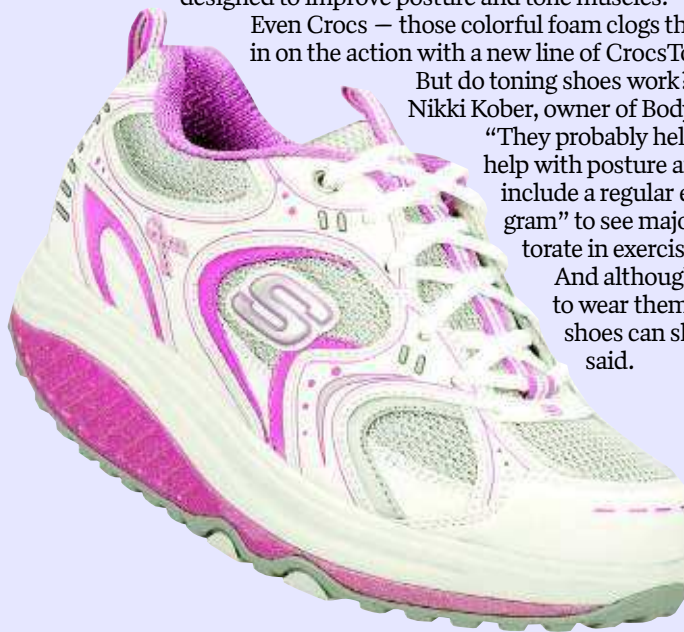 designed to improve posture and tone muscles.
Even Crocs — those colorful foam clogs th
in on the action with a new line of CrocsTo
But do toning shoes work?
Nikki Kober, owner of Body
“They probably hel
help with posture a
include a regular e
gram” to see majo
torate in exercis
And althoug
to wear them
shoes can sl
said.
S